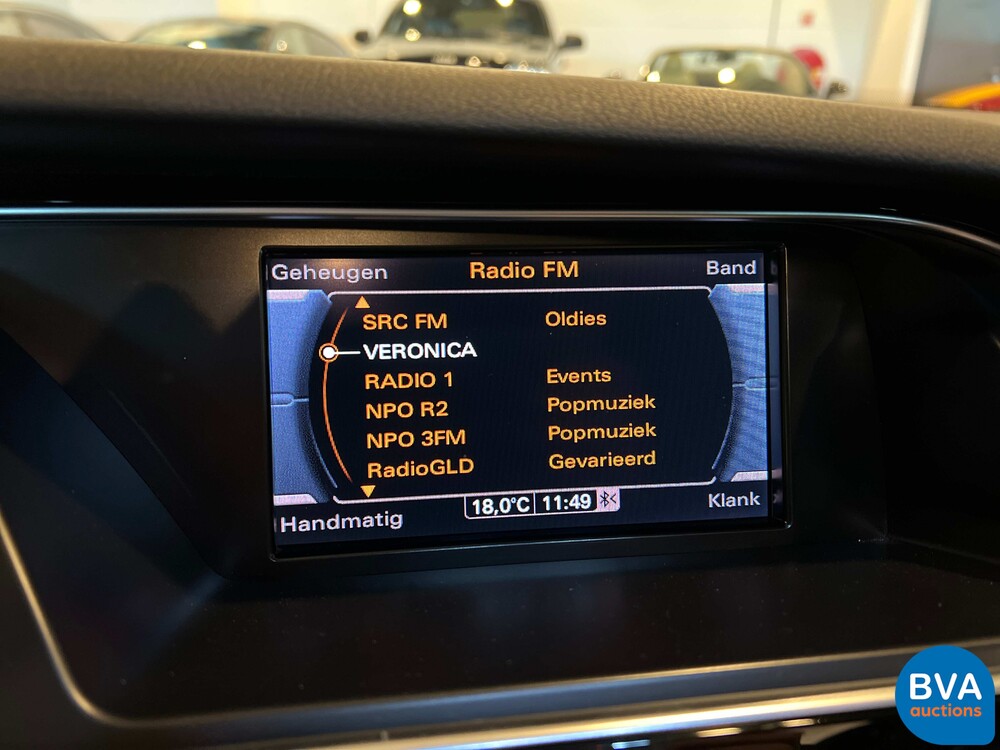 Geheugen Radio FM Band
SRC FM Oldies
VERONICA
RADIO 1 Events
NPO R2 Popmuziek
NPO 3FM Popmuziek
RadioGLD Gevarieerd
Handmatig 18,0°C 11:49 Klank
BVA
auctions